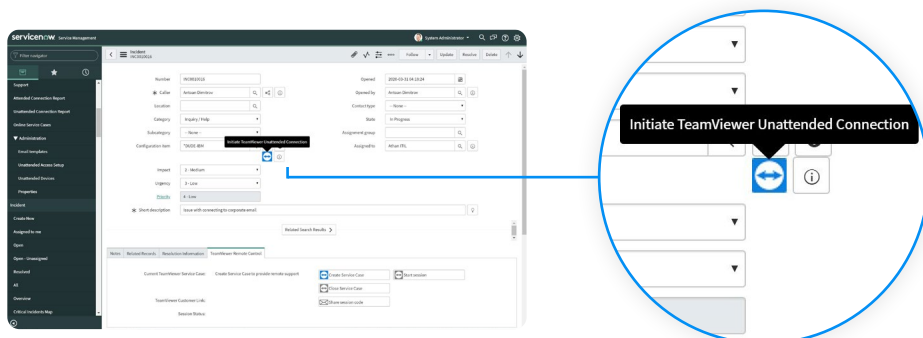 servicenow Service Management
System Administrator
Filter navigator
Incident
INC0010018
Follow
Update
Resolve
Delete
Support
Attended Connection Report
Unattended Connection Report
Online Service Cases
Administration
Email templates
Unattended Access Setup
Unattended Devices
Properties
Incident
Create New
Assigned to me
Open
Open - Unassigned
Resolved
All
Overview
Critical Incidents Map
Number INC0010018
Opened
Caller
Opened by
Location
Contact type -- None --
Category Inquiry / Help
State In Progress
Subcategory -- None --
Assignment group
Initiate TeamViewer Unattended Connection
Configuration item
Assigned to
Impact 2 - Medium
Urgency 3 - Low
Priority 4 - Low
Short description Issue with connecting to corporate email
Related Search Results
Notes Related Records Resolution Information TeamViewer Remote Control
Current TeamViewer Service Case: Create Service Case to provide remote support
Create Service Case
Start session
Close Service Case
TeamViewer Customer Link:
Share session code
Session Status:
Initiate TeamViewer Unattended Connection